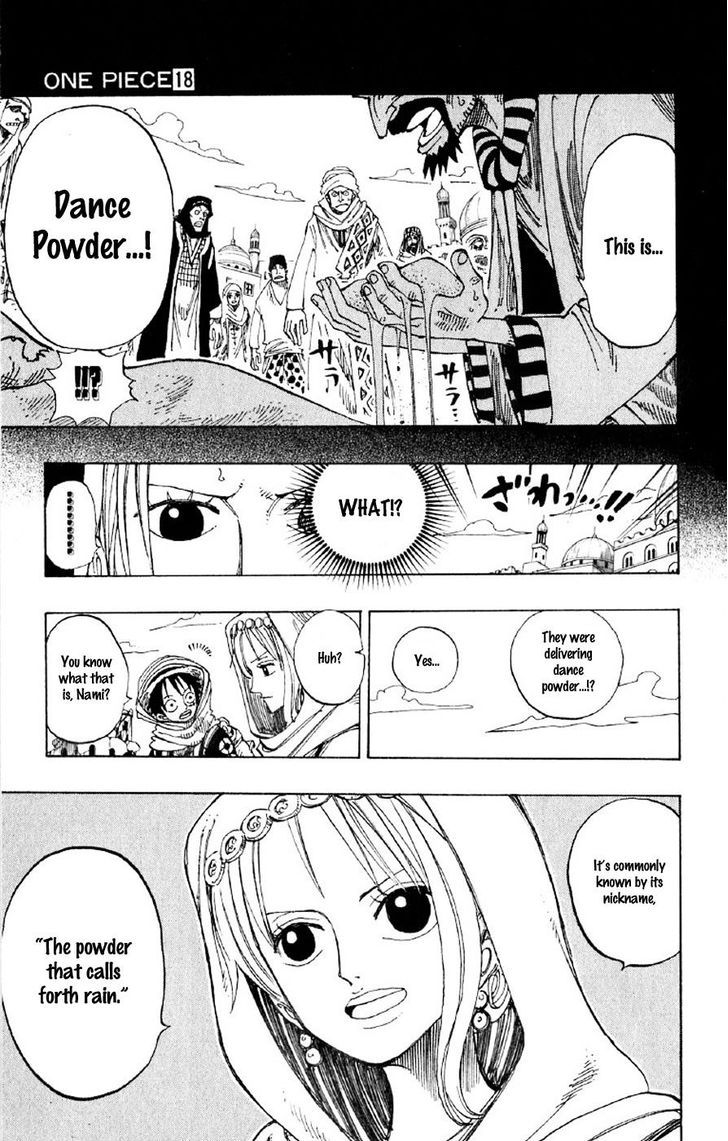 ONE PIECE 18
This is...
Dance
Powder...!
サラ
サラ...
!!?
ざわっ...!!
WHAT!?
.........
They were
delivering
dance
powder...!?
Yes...
Huh?
You know
what that
is, Nami?
It's commonly
known by its
nickname,
"The powder
that calls
forth rain."